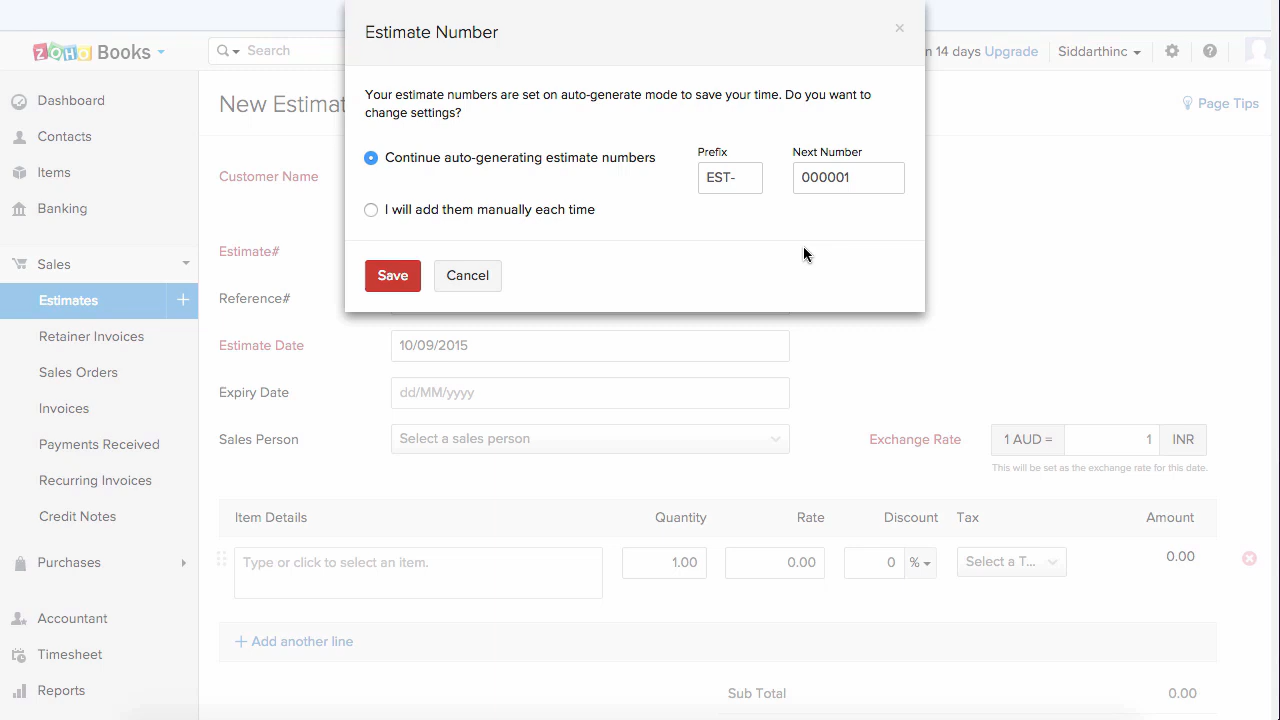 Estimate Number
×
ZOHO Books
Search
n 14 days Upgrade
Siddarthinc
Your estimate numbers are set on auto-generate mode to save your time. Do you want to
change settings?
Continue auto-generating estimate numbers
Prefix
Next Number
EST-
000001
I will add them manually each time
Save
Cancel
Dashboard
Contacts
Items
Banking
Sales
Estimates
+
Retainer Invoices
Sales Orders
Invoices
Payments Received
Recurring Invoices
Credit Notes
Purchases
Accountant
Timesheet
Reports
New Estimat
Page Tips
Customer Name
Estimate#
Reference#
Estimate Date
10/09/2015
Expiry Date
dd/MM/yyyy
Sales Person
Select a sales person
Exchange Rate
1 AUD =
1
INR
This will be set as the exchange rate for this date.
Item Details Quantity Rate Discount Tax Amount
Type or click to select an item.
1.00
0.00
0
%
Select a T...
0.00
+ Add another line
Sub Total
0.00